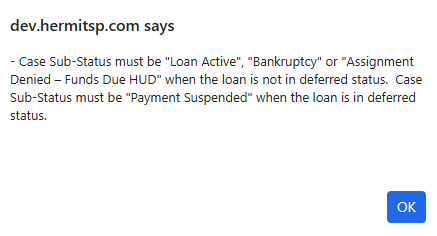 dev.hermitsp.com says
- Case Sub-Status must be "Loan Active", "Bankruptcy" or "Assignment
Denied – Funds Due HUD" when the loan is not in deferred status.  Case
Sub-Status must be "Payment Suspended" when the loan is in deferred
status.
OK